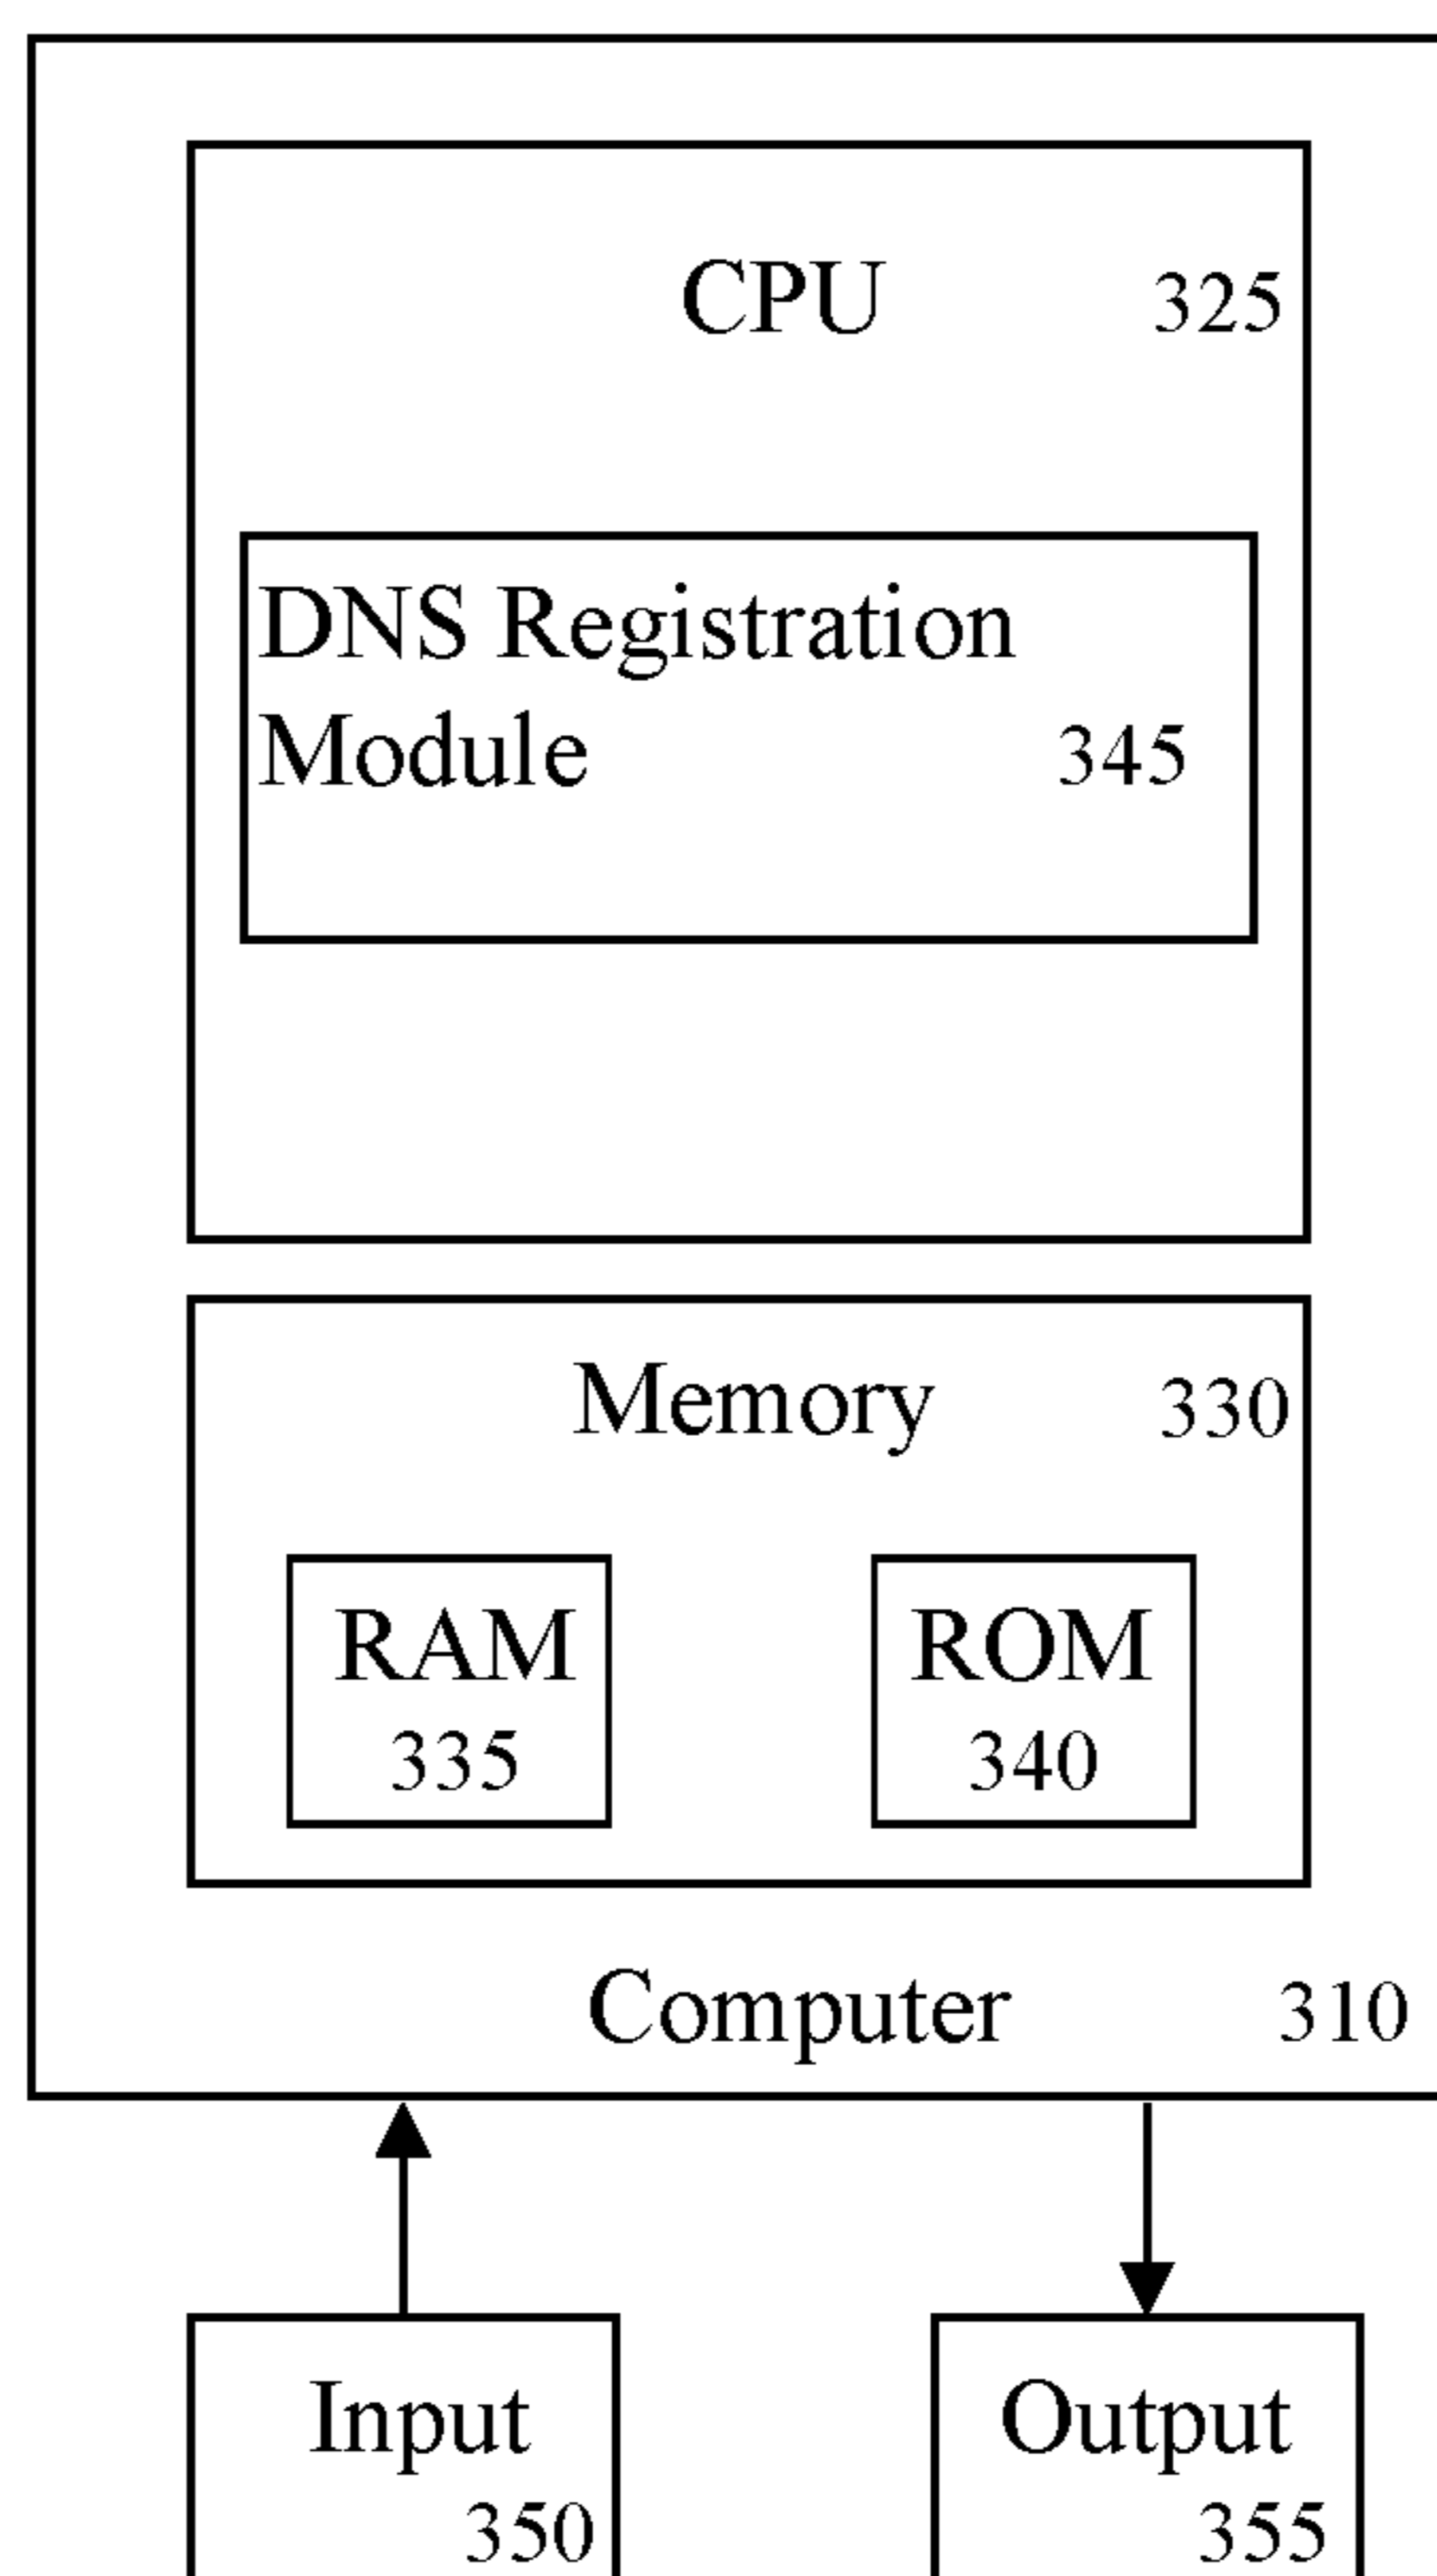 CPU 325
DNS Registration
Module 345
Memory 330
RAM ROM
335 340
Computer 310
Input Output
350 355